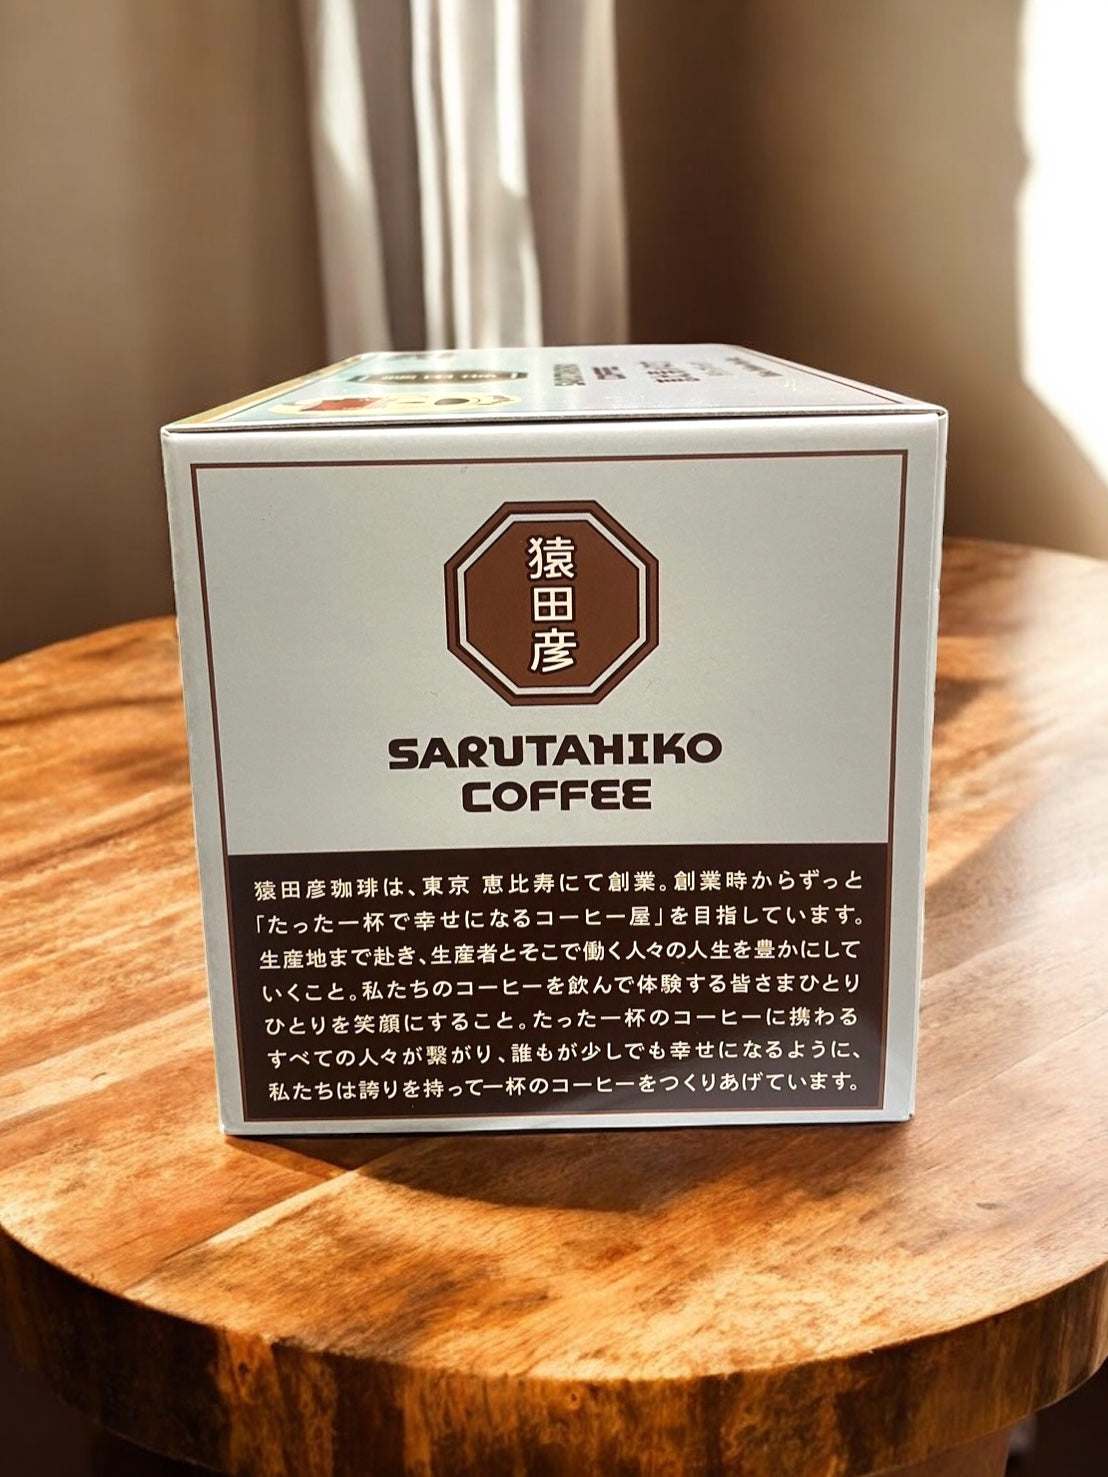 猿田彦
SARUTAHIKO
COFFEE
猿田彦珈琲は、東京 恵比寿にて創業。創業時からずっと
「たった一杯で幸せになるコーヒー屋」を目指しています。
生産地まで赴き、生産者とそこで働く人々の人生を豊かにして
いくこと。私たちのコーヒーを飲んで体験する皆さまひとり
ひとりを笑顔にすること。たった一杯のコーヒーに携わる
すべての人々が繋がり、誰もが少しでも幸せになるように、
私たちは誇りを持って一杯のコーヒーをつくりあげています。